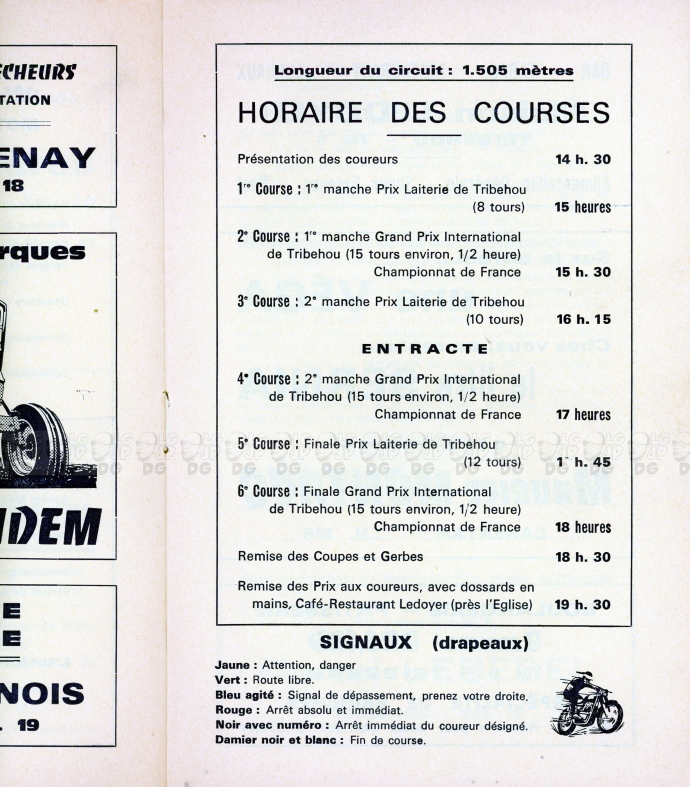 ÊCHEURS
TATION
ENAY
18
rques
NDEM
E
E
NOIS
. 19
Longueur du circuit : 1.505 mètres
HORAIRE DES COURSES
Présentation des coureurs 14 h. 30
1re Course : 1re manche Prix Laiterie de Tribehou
(8 tours) 15 heures
2e Course : 1re manche Grand Prix International
de Tribehou (15 tours environ, 1/2 heure)
Championnat de France 15 h. 30
3e Course : 2e manche Prix Laiterie de Tribehou
(10 tours) 16 h. 15
ENTRACTE
4e Course : 2e manche Grand Prix International
de Tribehou (15 tours environ, 1/2 heure)
Championnat de France 17 heures
5e Course : Finale Prix Laiterie de Tribehou
(12 tours) h. 45
6e Course : Finale Grand Prix International
de Tribehou (15 tours environ, 1/2 heure)
Championnat de France 18 heures
Remise des Coupes et Gerbes 18 h. 30
Remise des Prix aux coureurs, avec dossards en
mains, Café-Restaurant Ledoyer (près l'Eglise) 19 h. 30
SIGNAUX (drapeaux)
Jaune : Attention, danger
Vert : Route libre.
Bleu agité : Signal de dépassement, prenez votre droite.
Rouge : Arrêt absolu et immédiat.
Noir avec numéro : Arrêt immédiat du coureur désigné.
Damier noir et blanc : Fin de course.